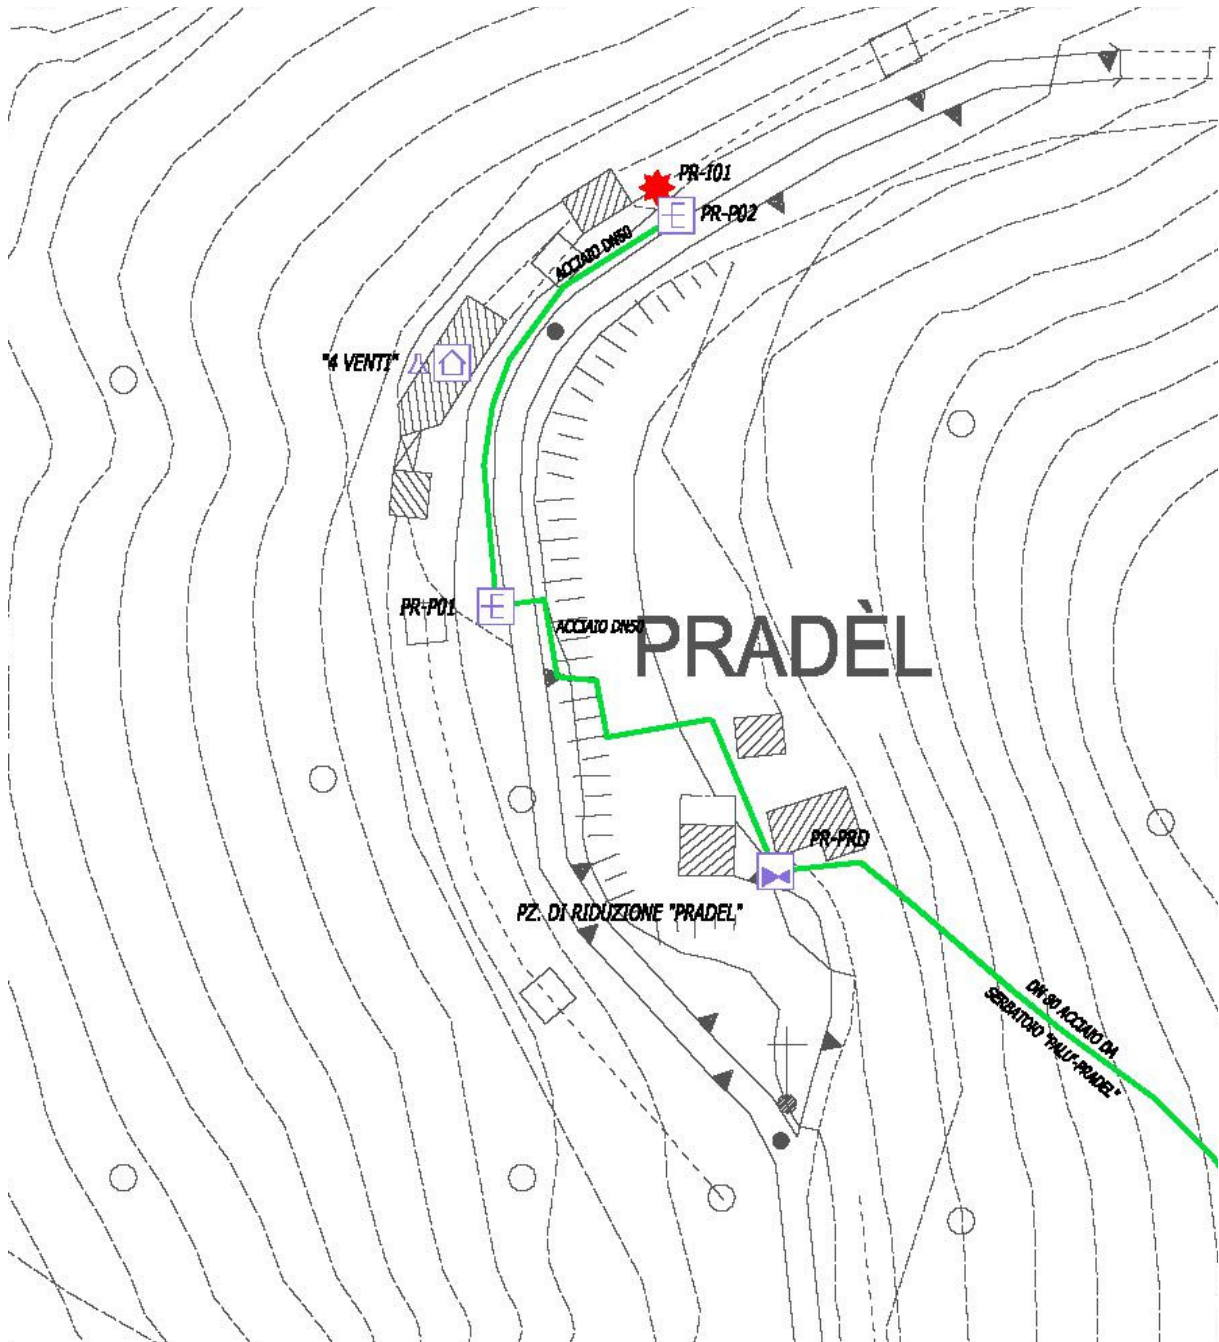 PR-I01
PR-P02
ACCIAIO DN50
"4 VENTI"
PR-P01
ACCIAIO DN50
PRADÈL
PR-PRD
PZ. DI RIDUZIONE "PRADEL"
DN 80 ACCIAIO DA
SERBATOIO "PALU'-PRADEL"